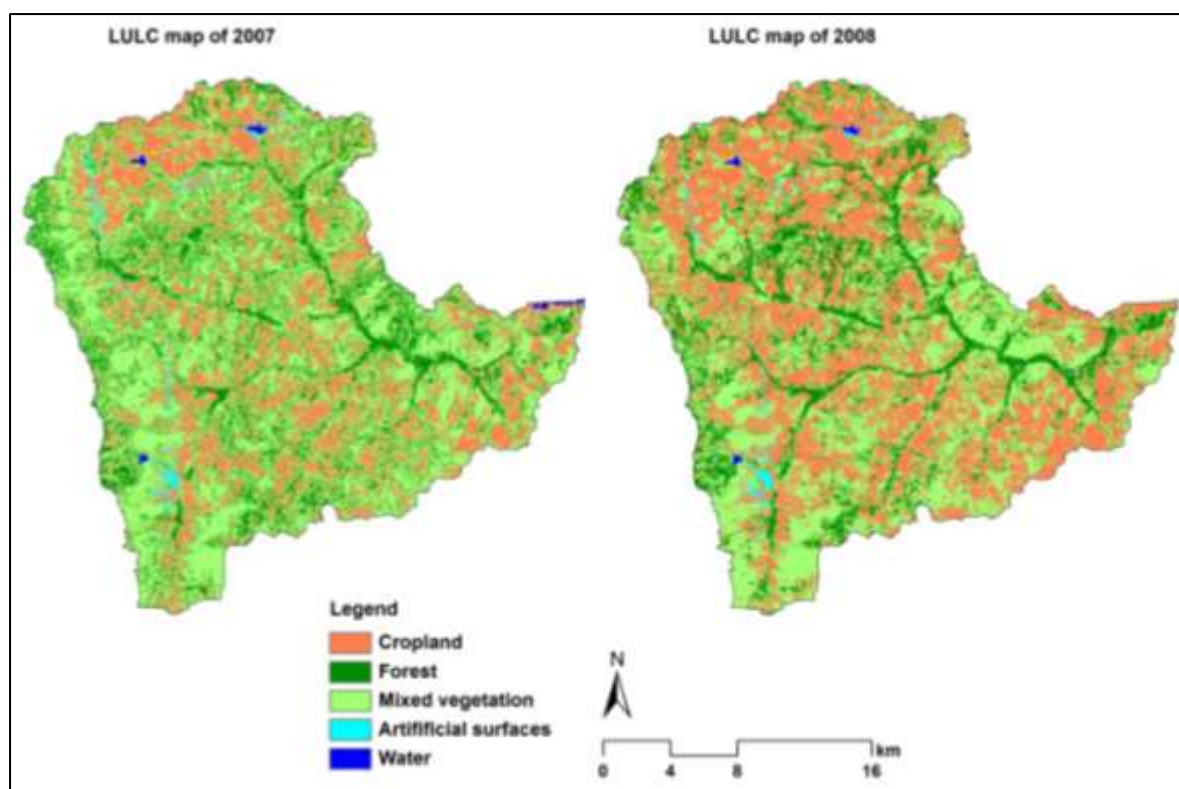 LULC map of 2007
LULC map of 2008
Legend
Cropland
Forest
Mixed vegetation
Artifificial surfaces
Water
N
km
0 4 8 16